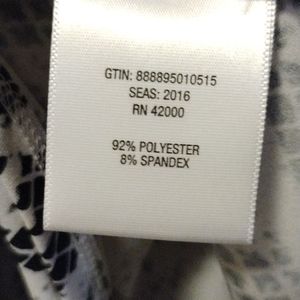 GTIN: 888895010515
SEAS: 2016
RN 42000
92% POLYESTER
8% SPANDEX